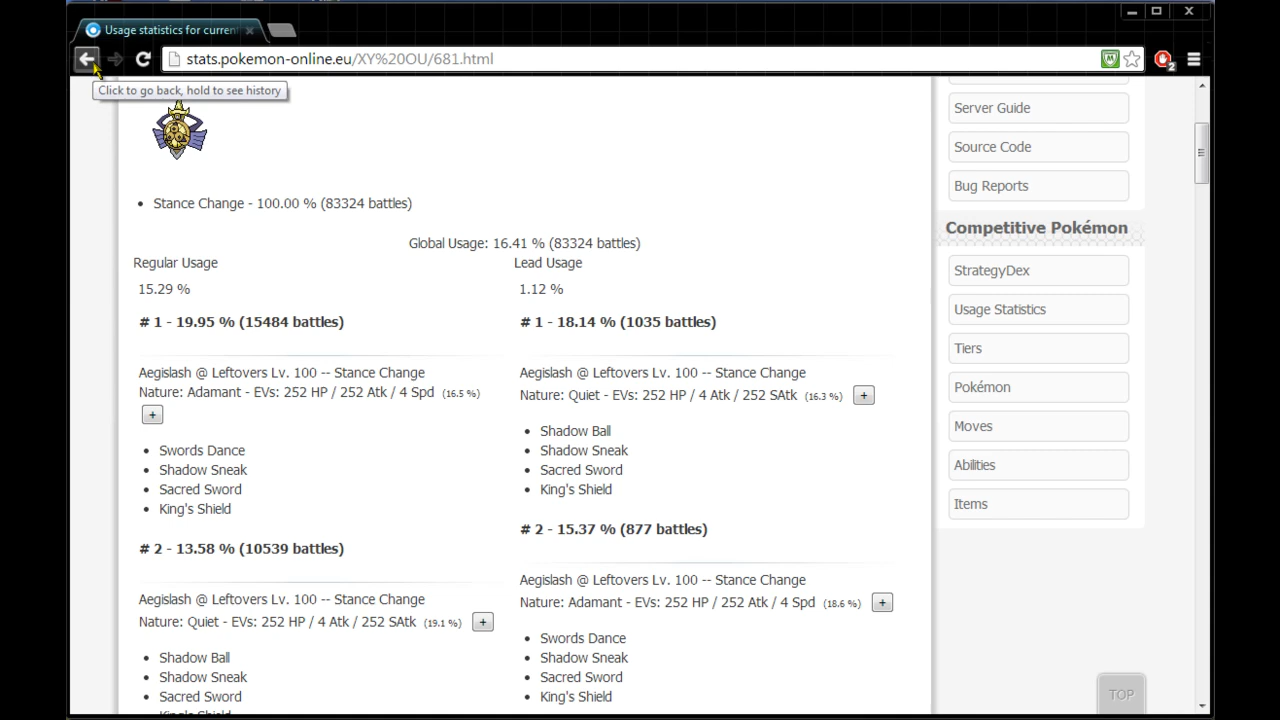 Usage statistics for curren
stats.pokemon-online.eu/XY%20OU/681.html
2
Click to go back, hold to see history
Stance Change - 100.00 % (83324 battles)
Global Usage: 16.41 % (83324 battles)
Regular Usage
15.29 %
# 1 - 19.95 % (15484 battles)
Aegislash @ Leftovers Lv. 100 -- Stance Change
Nature: Adamant - EVs: 252 HP / 252 Atk / 4 Spd (16.5 %)
+
Swords Dance
Shadow Sneak
Sacred Sword
King's Shield
# 2 - 13.58 % (10539 battles)
Aegislash @ Leftovers Lv. 100 -- Stance Change
Nature: Quiet - EVs: 252 HP / 4 Atk / 252 SAtk (19.1 %) +
Shadow Ball
Shadow Sneak
Sacred Sword
King's Shield
Lead Usage
1.12 %
# 1 - 18.14 % (1035 battles)
Aegislash @ Leftovers Lv. 100 -- Stance Change
Nature: Quiet - EVs: 252 HP / 4 Atk / 252 SAtk (16.3 %) +
Shadow Ball
Shadow Sneak
Sacred Sword
King's Shield
# 2 - 15.37 % (877 battles)
Aegislash @ Leftovers Lv. 100 -- Stance Change
Nature: Adamant - EVs: 252 HP / 252 Atk / 4 Spd (18.6 %) +
Swords Dance
Shadow Sneak
Sacred Sword
King's Shield
Server Guide
Source Code
Bug Reports
Competitive Pokémon
StrategyDex
Usage Statistics
Tiers
Pokémon
Moves
Abilities
Items
TOP